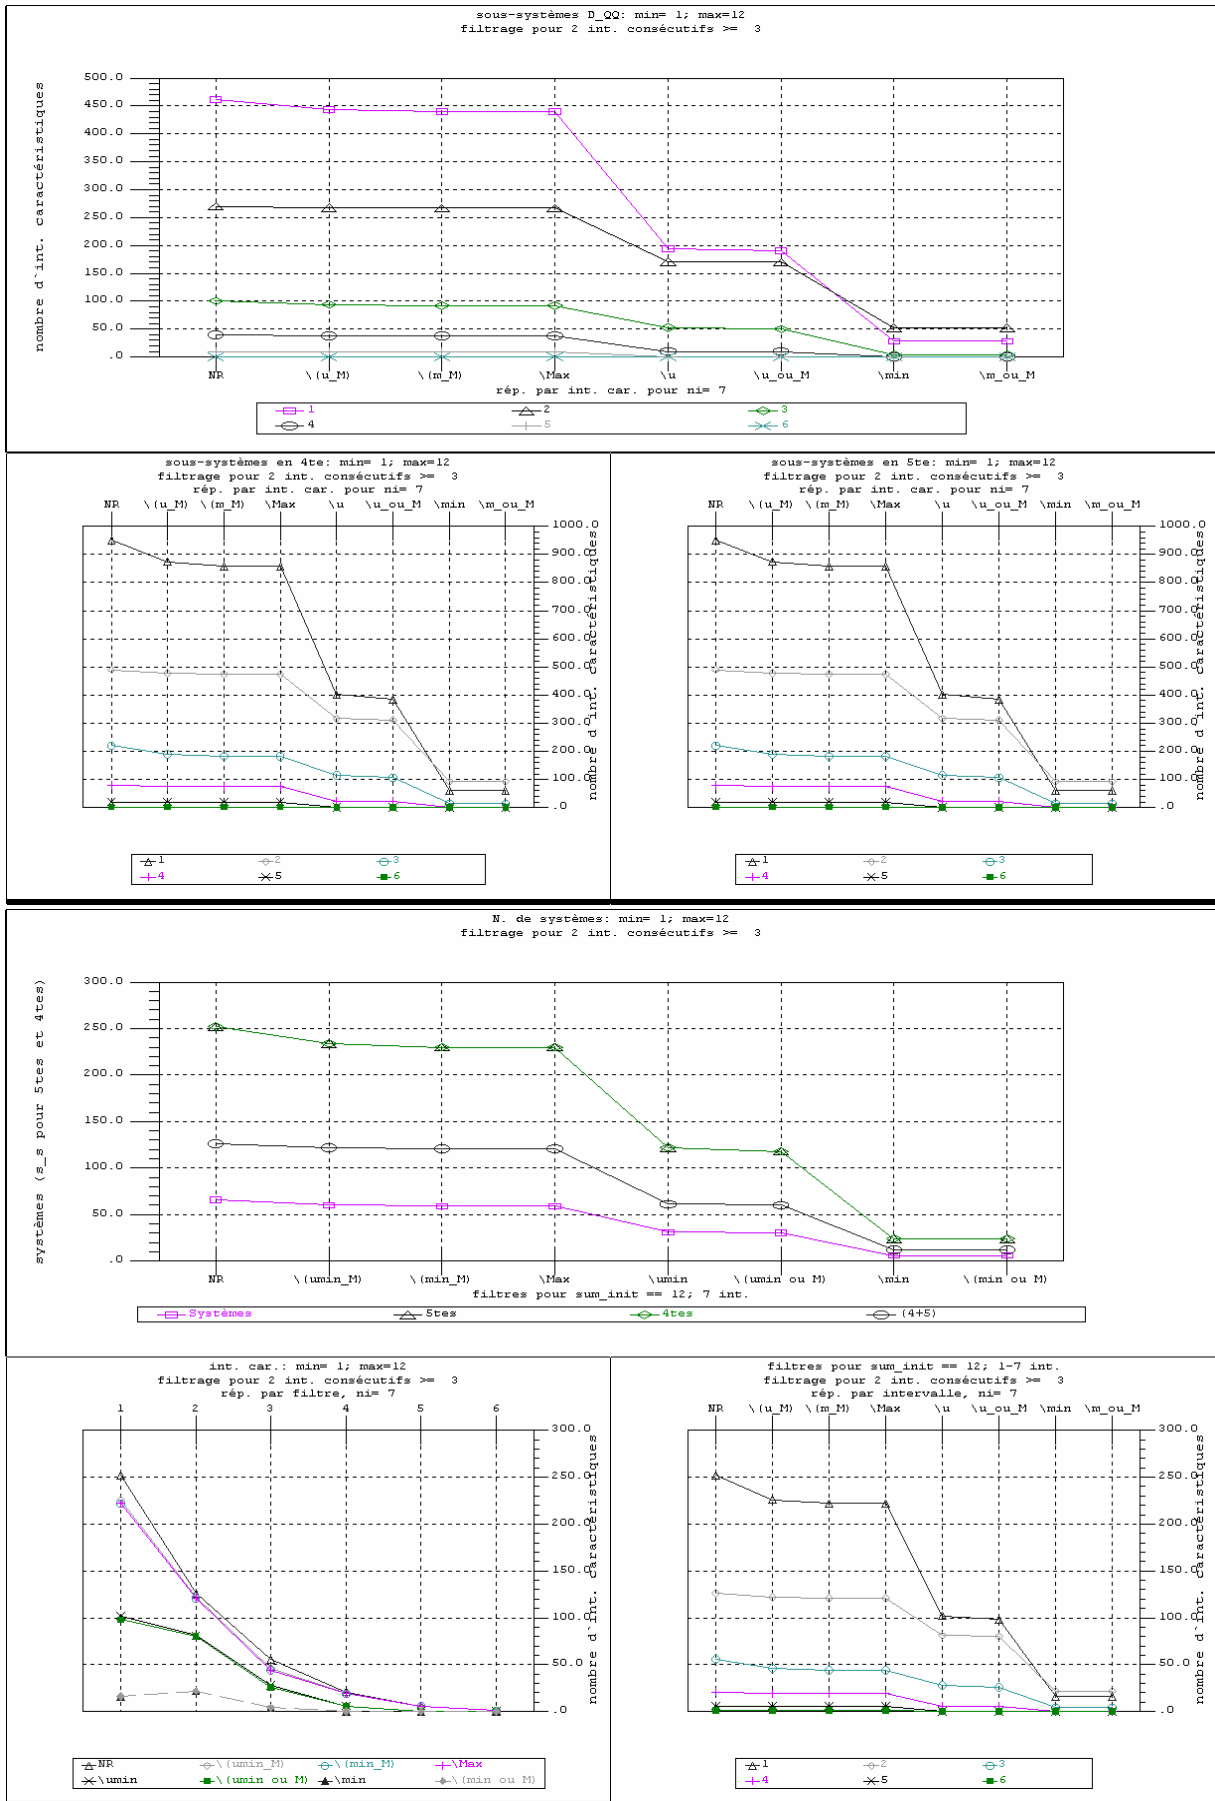 sous-systèmes D_QQ: min= 1; max=12
filtrage pour 2 int. consécutifs >=  3
nombre d`int. caractéristiques
500.0
450.0
400.0
350.0
300.0
250.0
200.0
150.0
100.0
50.0
.0
NR \(u_M) \(m_M) \Max \u \u_ou_M \min \m_ou_M
rép. par int. car. pour ni= 7
1 2 3
4 5 6
sous-systèmes en 4te: min= 1; max=12
filtrage pour 2 int. consécutifs >=  3
rép. par int. car. pour ni= 7
NR \(u_M) \(m_M) \Max \u \u_ou_M \min \m_ou_M
1000.0
900.0
800.0
700.0
600.0
500.0
400.0
300.0
200.0
100.0
.0
nombre d`int. caractéristiques
1 2 3
4 5 6
sous-systèmes en 5te: min= 1; max=12
filtrage pour 2 int. consécutifs >=  3
rép. par int. car. pour ni= 7
NR \(u_M) \(m_M) \Max \u \u_ou_M \min \m_ou_M
1000.0
900.0
800.0
700.0
600.0
500.0
400.0
300.0
200.0
100.0
.0
nombre d`int. caractéristiques
1 2 3
4 5 6
N. de systèmes: min= 1; max=12
filtrage pour 2 int. consécutifs >=  3
systèmes (s_s pour 5tes et 4tes)
300.0
250.0
200.0
150.0
100.0
50.0
.0
NR \(umin_M) \(min_M) \Max \umin \(umin ou M) \min \(min ou M)
filtres pour sum_init == 12; 7 int.
Systèmes 5tes 4tes (4+5)
int. car.: min= 1; max=12
filtrage pour 2 int. consécutifs >=  3
rép. par filtre, ni= 7
1 2 3 4 5 6
300.0
250.0
200.0
150.0
100.0
50.0
.0
nombre d`int. caractéristiques
NR \(umin_M) \(min_M) \Max
\umin \(umin ou M) \min \(min ou M)
filtres pour sum_init == 12; 1-7 int.
filtrage pour 2 int. consécutifs >=  3
rép. par intervalle, ni= 7
NR \(u_M) \(m_M) \Max \u \u_ou_M \min \m_ou_M
300.0
250.0
200.0
150.0
100.0
50.0
.0
nombre d`int. caractéristiques
1 2 3
4 5 6